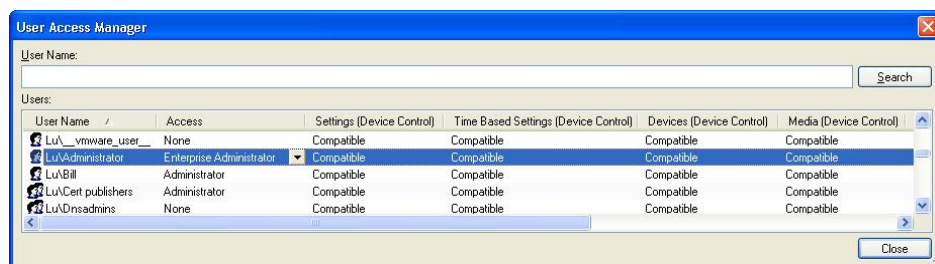 User Access Manager
User Name:
Search
Users:
User Name Access Settings (Device Control) Time Based Settings (Device Control) Devices (Device Control) Media (Device Control)
Lu\__vmware_user__ None Compatible Compatible Compatible Compatible
Lu\Administrator Enterprise Administrator Compatible Compatible Compatible Compatible
Lu\Bill Administrator Compatible Compatible Compatible Compatible
Lu\Cert publishers Administrator Compatible Compatible Compatible Compatible
Lu\Dnsadmins None Compatible Compatible Compatible Compatible
Close